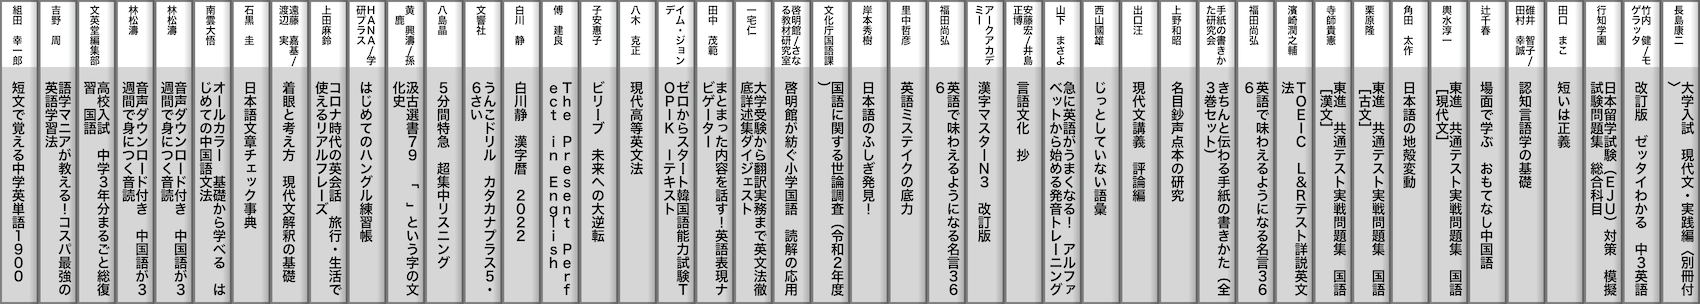 長島康二
大学入試　現代文・実践編〈別冊付
〉
行知学園
日本留学試験（ＥＪＵ）対策　模擬
試験問題集　総合科目
竹内　健/モ
ゲラッタ
改訂版　ゼッタイわかる　中３英語
田口　まこ
短いは正義
碓井　智子/
田村　幸誠
認知言語学の基礎
辻千春
場面で学ぶ　おもてなし中国語
輿水淳一
東進　共通テスト実戦問題集　国語
［現代文］
角田　太作
日本語の地殻変動
栗原隆
東進　共通テスト実戦問題集　国語
［古文］
寺師貴憲
東進　共通テスト実戦問題集　国語
［漢文］
濱崎潤之輔
ＴＯＥＩＣ　Ｌ＆Ｒテスト詳説英文
法
福田尚弘
英語で味わえるようになる名言３６
６
手紙の書きか
た研究会
きちんと伝わる手紙の書きかた（全
３巻セット）
上野和昭
名目鈔声点本の研究
出口汪
現代文講義　評論編
西山國雄
じっとしていない語彙
山下　まさよ
急に英語がうまくなる！　アルファ
ベットから始める発音トレーニング
安藤宏/井島
正博
言語文化　抄
アークアカデ
ミー
漢字マスターＮ３　改訂版
福田尚弘
英語で味わえるようになる名言３６
６
里中哲彦
英語ミステイクの底力
岸本秀樹
日本語のふしぎ発見！
文化庁国語課
国語に関する世論調査（令和２年度
）
啓明館/さな
る教材研究室
啓明館が紡ぐ小学国語　読解の応用
一宅仁
大学受験から翻訳実務まで英文法徹
底詳述集ダイジェスト
田中　茂範
まとまった内容を話す！英語表現ナ
ビゲーター
イム・ジョン
デ
ゼロからスタート韓国語能力試験Ｔ
ＯＰＩＫ　Ｉーテキスト
八木　克正
現代高等英文法
子安惠子
ビリーブ　未来への大逆転
傅　建良
Ｔｈｅ　Ｐｒｅｓｅｎｔ　Ｐｅｒｆ
ｅｃｔ　ｉｎ　Ｅｎｇｌｉｓｈ
白川　静
白川静　漢字暦　２０２２
文響社
うんこドリル　カタカナプラス５・
６さい
八島晶
５分間特急　超集中リスニング
黄　興濤/孫
鹿
汲古選書７９　「　」という字の文
化史
ＨＡＮＡ/学
研プラス
はじめてのハングル練習帳
上田麻鈴
コロナ時代の英会話　旅行・生活で
使えるリアルフレーズ
遠藤　嘉基/
渡辺　実
着眼と考え方　現代文解釈の基礎
石黒　圭
日本語文章チェック事典
南雲大悟
オールカラー　基礎から学べる　は
じめての中国語文法
林松濤
音声ダウンロード付き　中国語が３
週間で身につく音読
林松濤
音声ダウンロード付き　中国語が３
週間で身につく音読
文英堂編集部
高校入試　中学３年分まるごと総復
習　国語
吉野　周
語学マニアが教える！コスパ最強の
英語学習法
組田　幸一郎
短文で覚える中学英単語１９００